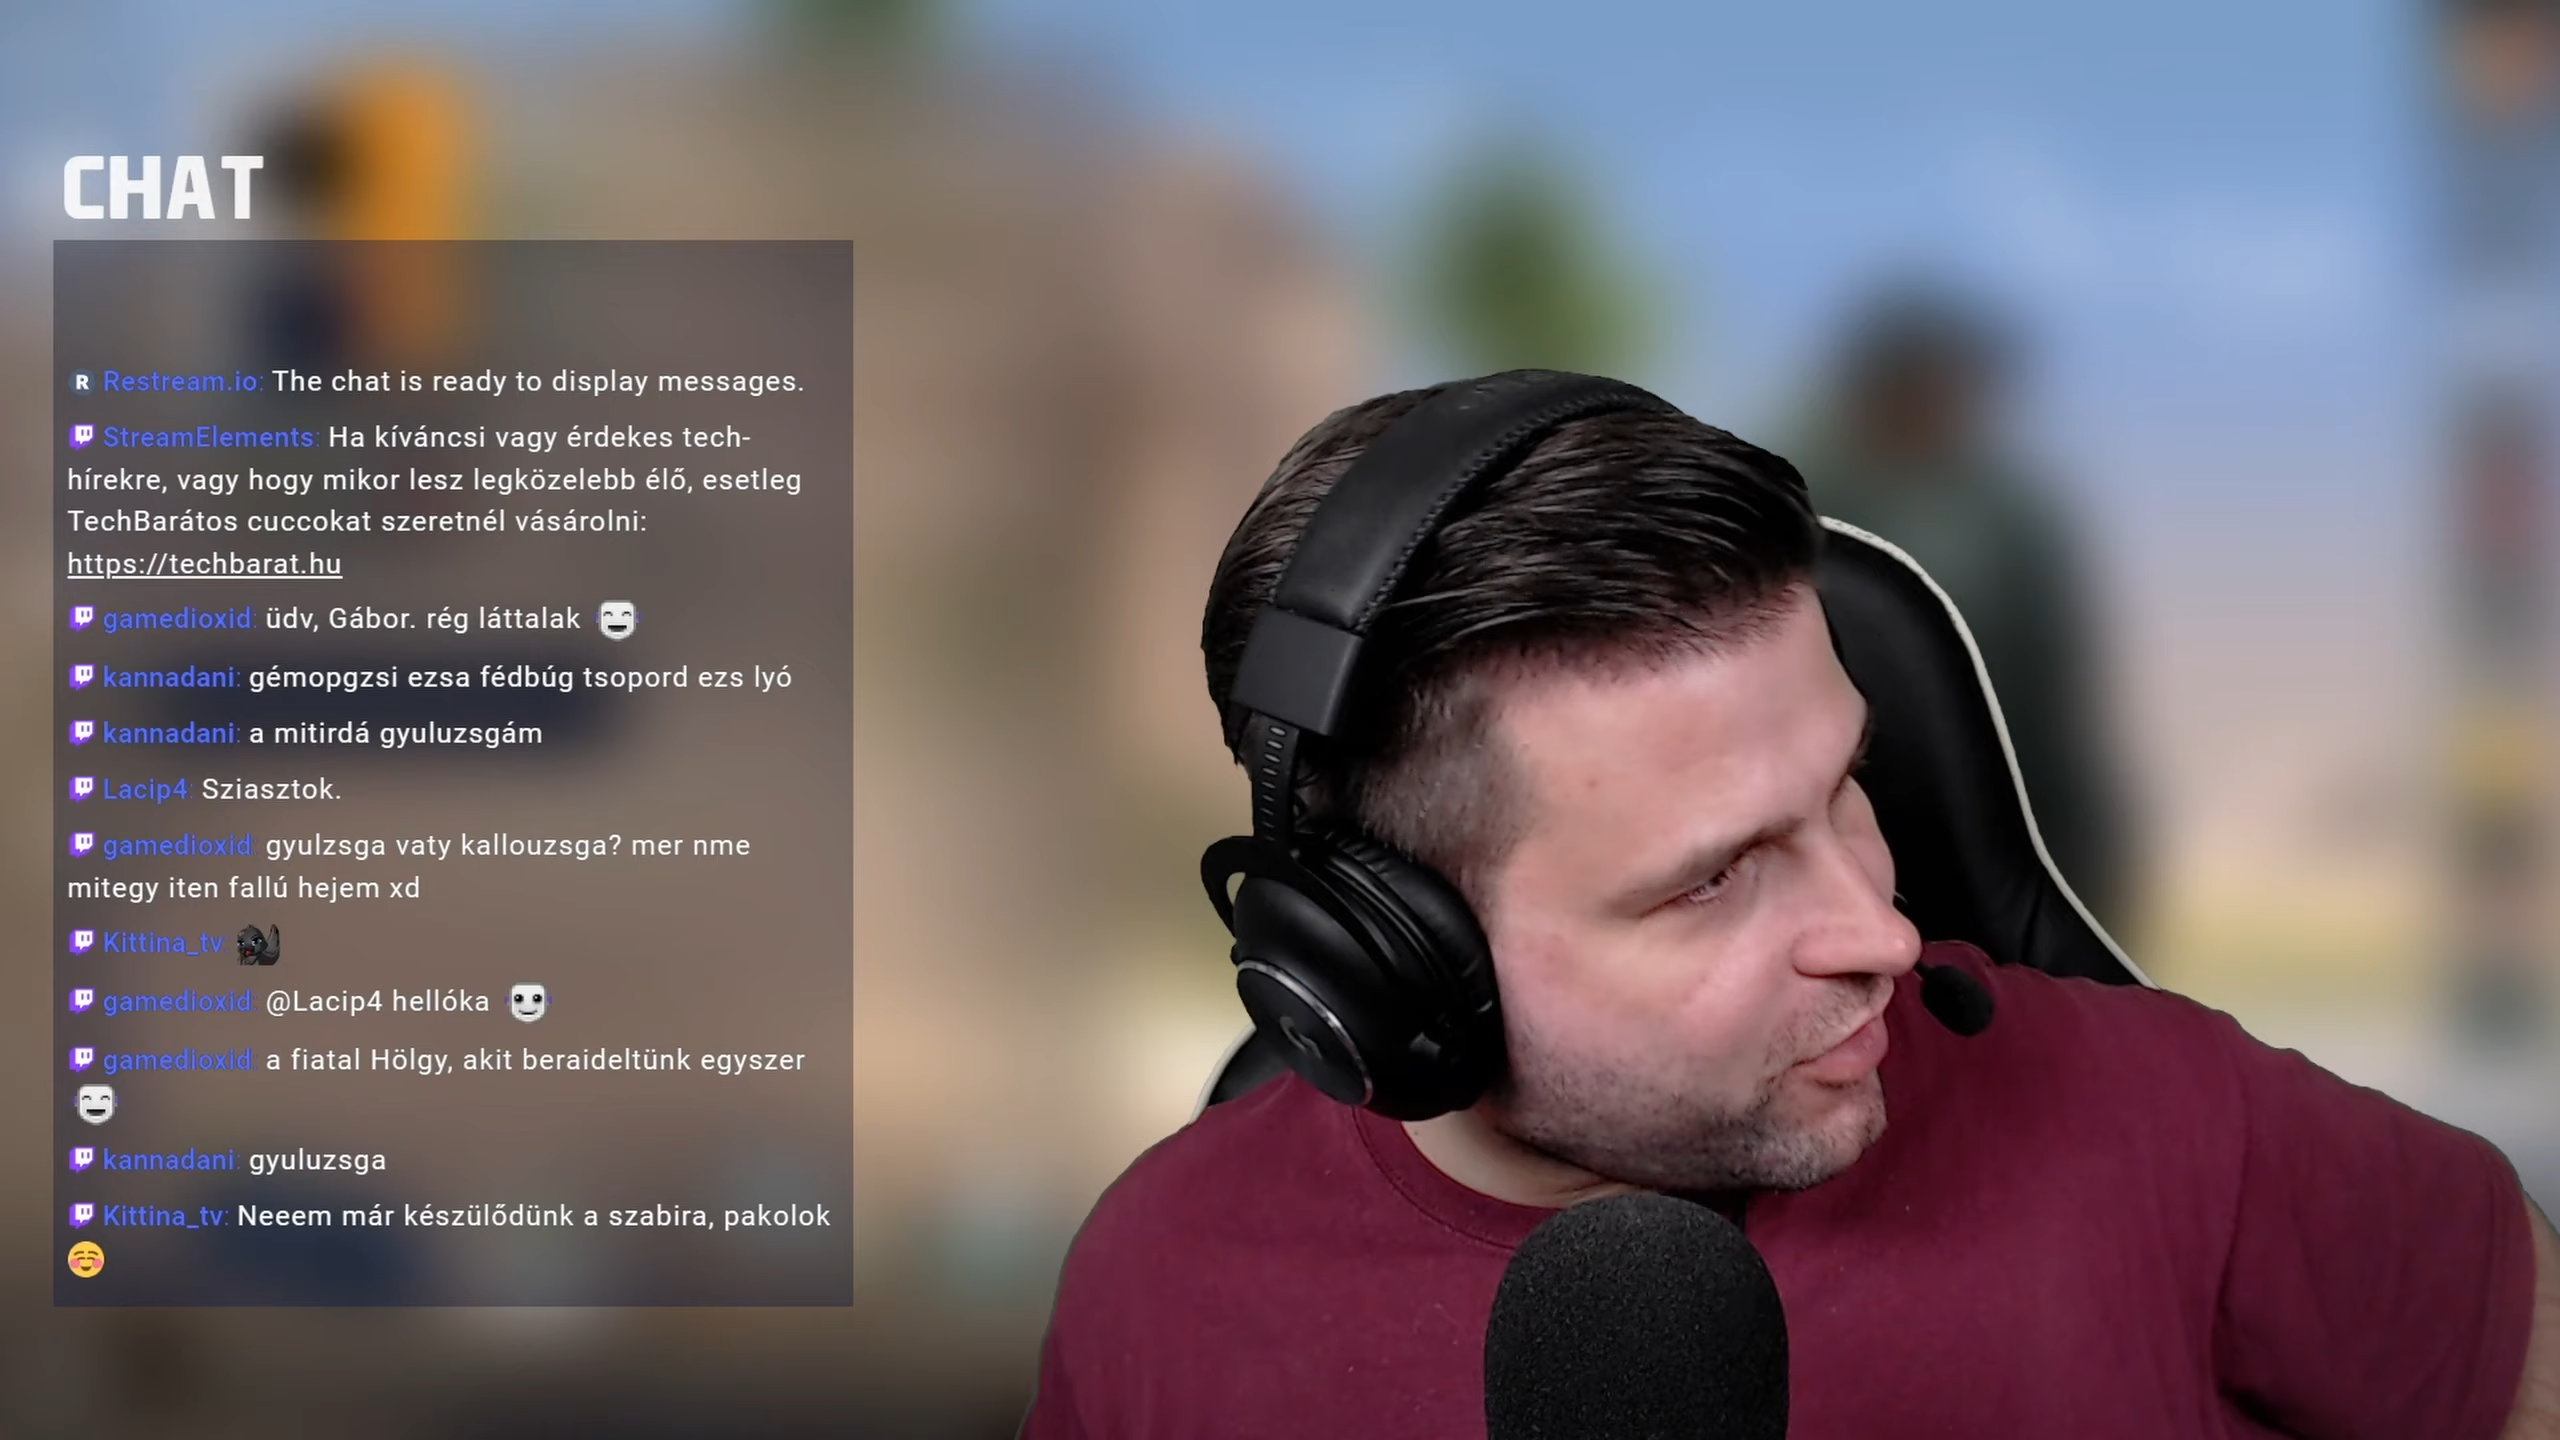 CHAT
R Restream.io: The chat is ready to display messages.
StreamElements: Ha kíváncsi vagy érdekes tech-
hírekre, vagy hogy mikor lesz legközelebb élő, esetleg
TechBarátos cuccokat szeretnél vásárolni:
https://techbarat.hu
gamedioxid: üdv, Gábor. rég láttalak
kannadani: gémopgzsi ezsa fédbúg tsopord ezs lyó
kannadani: a mitirdá gyuluzsgám
Lacip4: Sziasztok.
gamedioxid: gyulzsga vaty kallouzsga? mer nme
mitegy iten fallú hejem xd
Kittina_tv:
gamedioxid: @Lacip4 hellóka
gamedioxid: a fiatal Hölgy, akit beraideltünk egyszer
kannadani: gyuluzsga
Kittina_tv: Neeem már készülődünk a szabira, pakolok